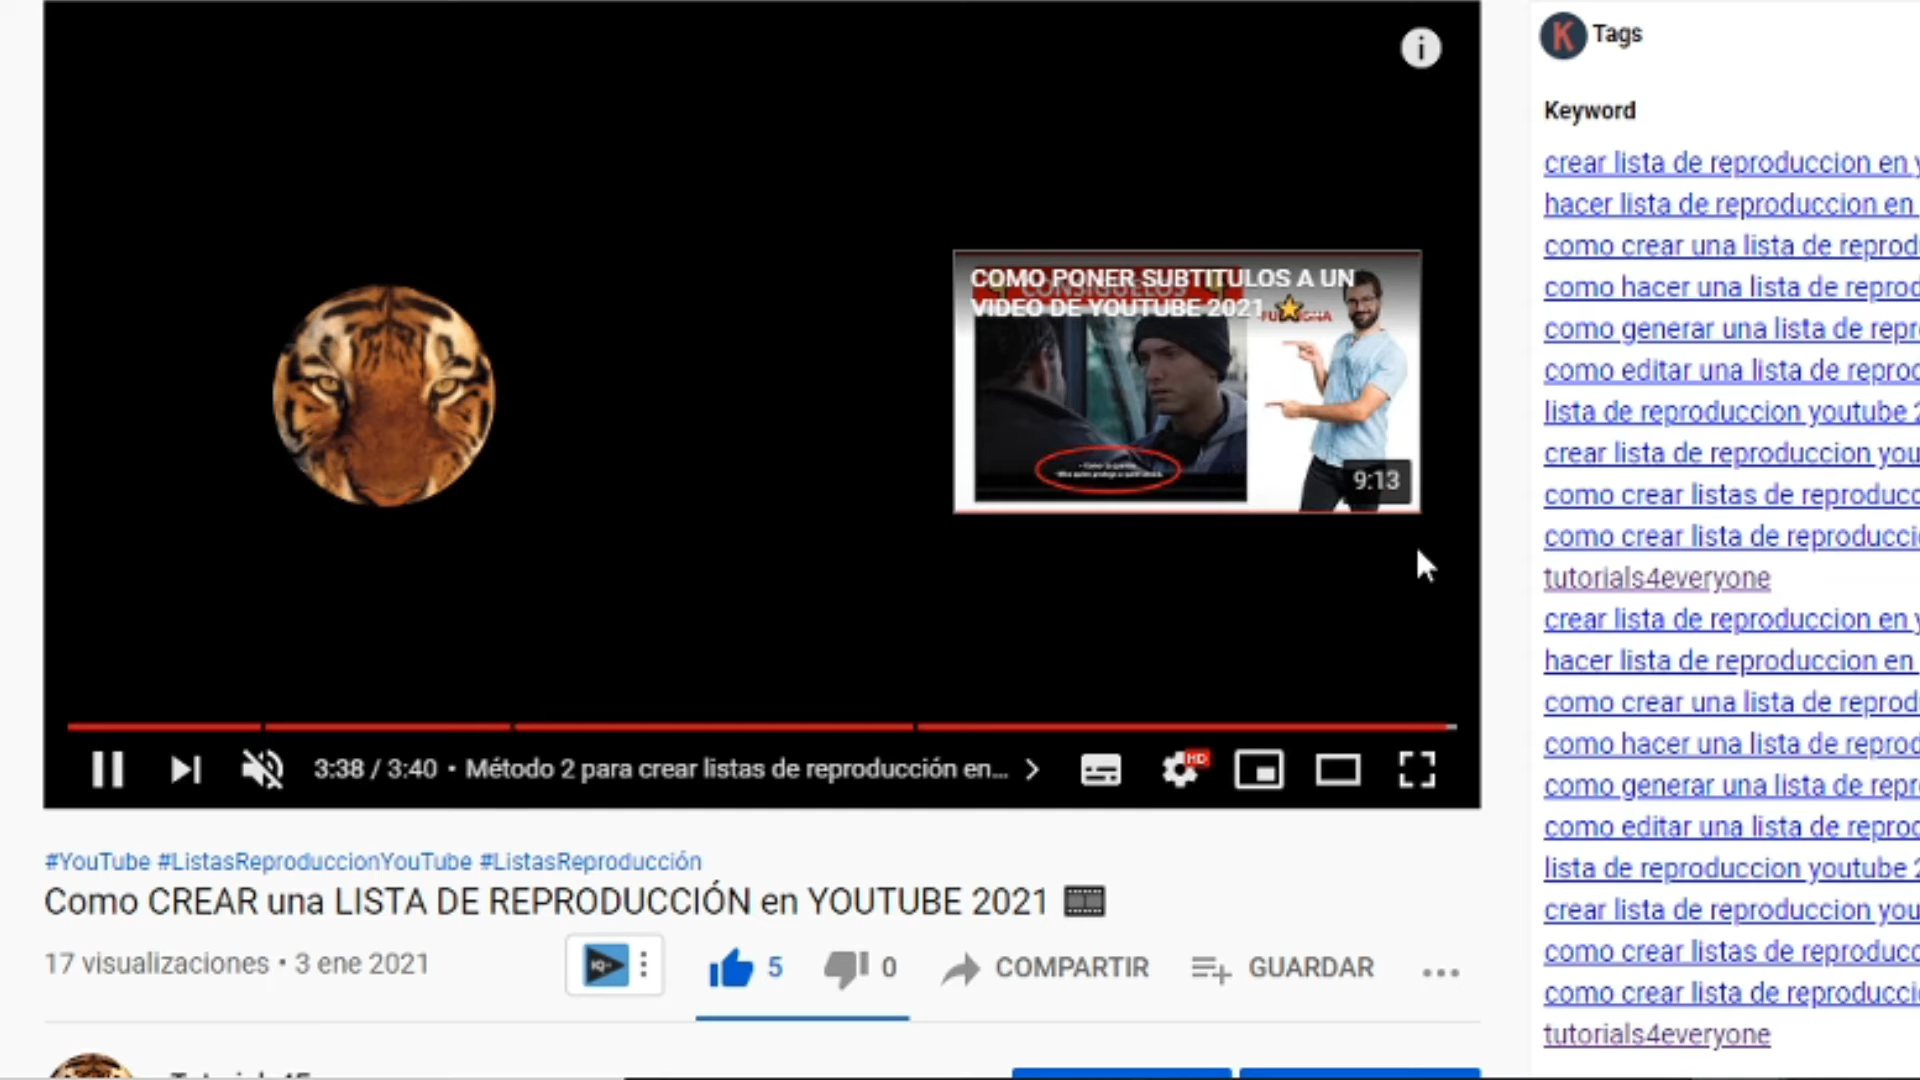 i
COMO PONER SUBTITULOS A UN
VIDEO DE YOUTUBE 2021
9:13
3:38 / 3:40 • Método 2 para crear listas de reproducción en...
HD
#YouTube #ListasReproduccionYouTube #ListasReproducción
Como CREAR una LISTA DE REPRODUCCIÓN en YOUTUBE 2021
17 visualizaciones • 3 ene 2021
IQ
5
0
COMPARTIR
GUARDAR
K Tags
Keyword
crear lista de reproduccion en y
hacer lista de reproduccion en
como crear una lista de reprod
como hacer una lista de reprod
como generar una lista de repr
como editar una lista de reproc
lista de reproduccion youtube 2
crear lista de reproduccion you
como crear listas de reproducc
como crear lista de reproducci
tutorials4everyone
crear lista de reproduccion en y
hacer lista de reproduccion en
como crear una lista de reprod
como hacer una lista de reprod
como generar una lista de repr
como editar una lista de reproc
lista de reproduccion youtube 2
crear lista de reproduccion you
como crear listas de reproducc
como crear lista de reproducci
tutorials4everyone